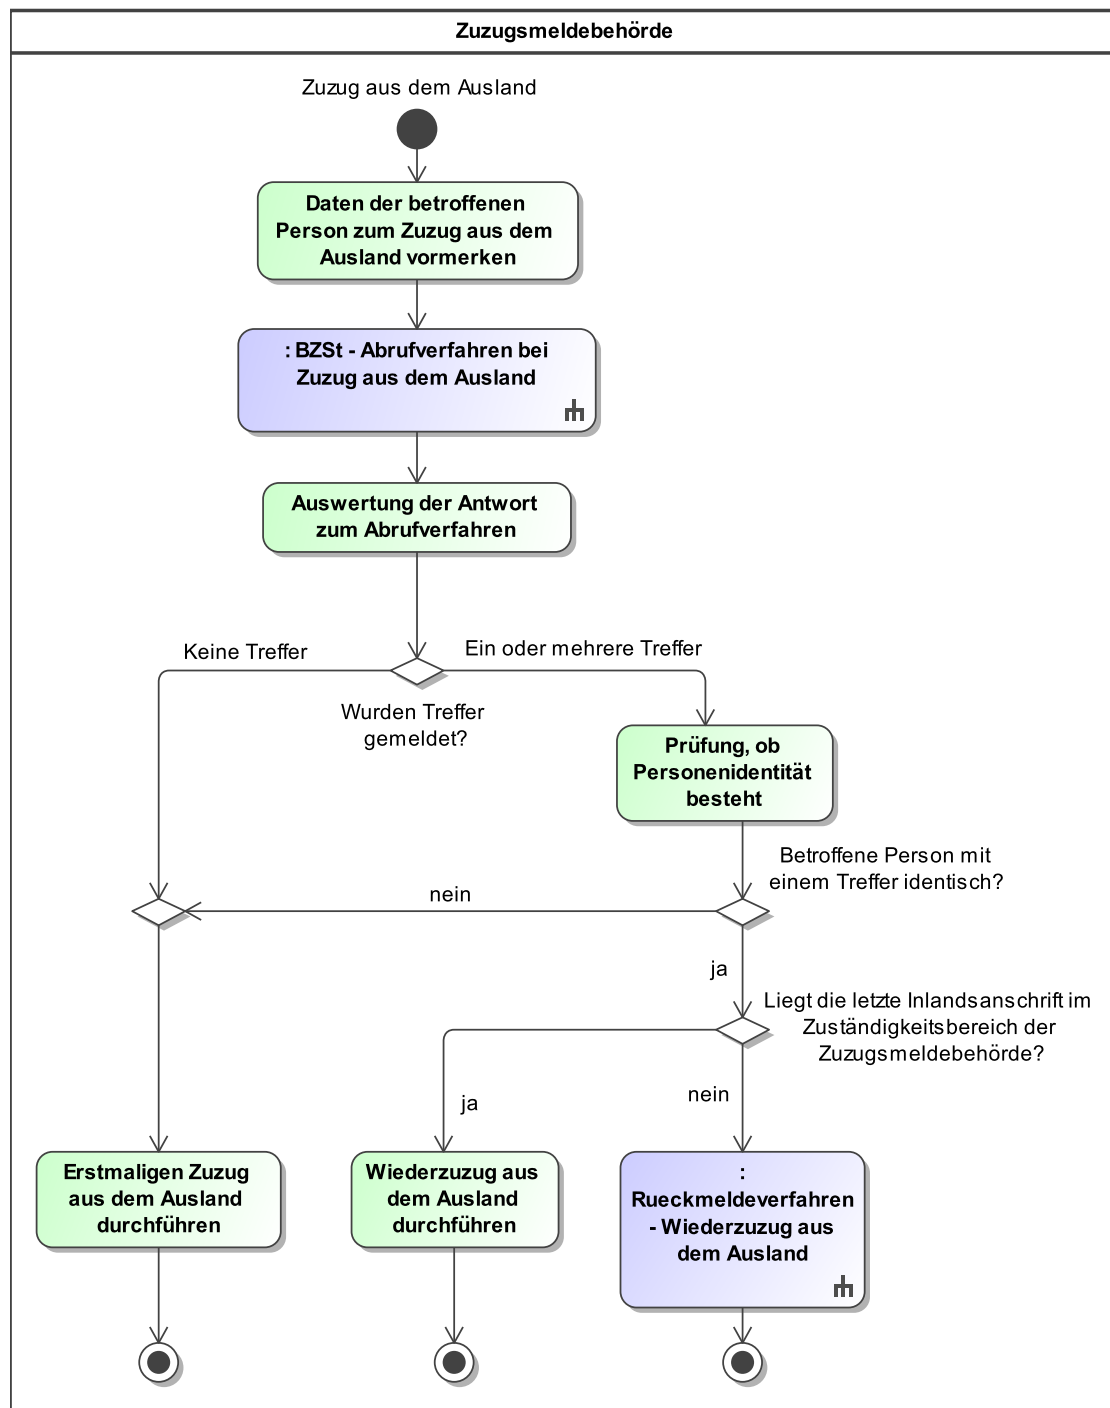 Zuzugsmeldebehörde
Zuzug aus dem Ausland
Daten der betroffenen
Person zum Zuzug aus dem
Ausland vormerken
: BZSt - Abrufverfahren bei
Zuzug aus dem Ausland
Auswertung der Antwort
zum Abrufverfahren
Keine Treffer
Ein oder mehrere Treffer
Wurden Treffer
gemeldet?
Prüfung, ob
Personenidentität
besteht
Betroffene Person mit
einem Treffer identisch?
nein
ja
Liegt die letzte Inlandsanschrift im
Zuständigkeitsbereich der
Zuzugsmeldebehörde?
ja
nein
Erstmaligen Zuzug
aus dem Ausland
durchführen
Wiederzuzug aus
dem Ausland
durchführen
:
Rueckmeldeverfahren
- Wiederzuzug aus
dem Ausland